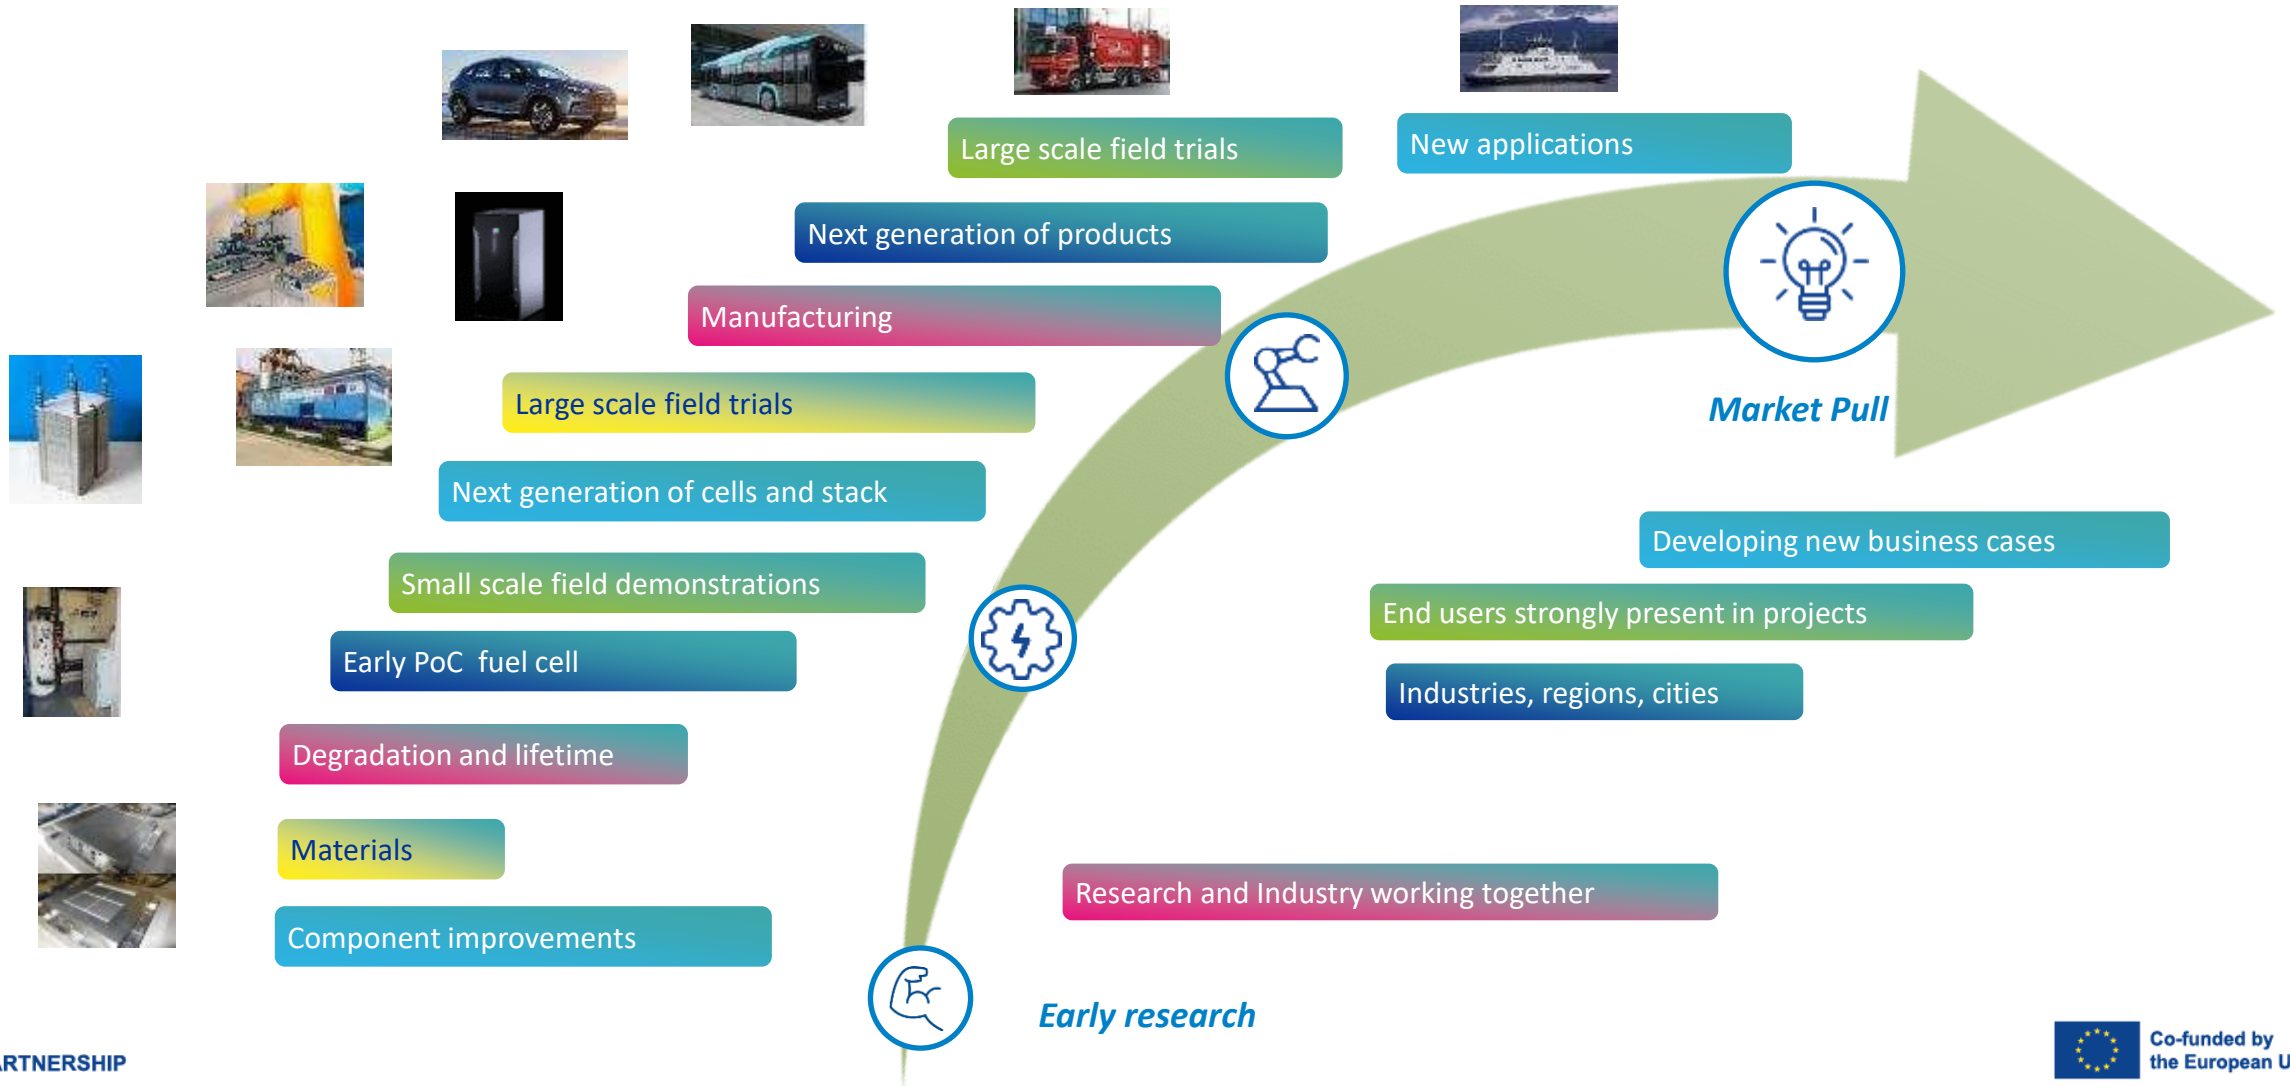 Large scale field trials
New applications
Next generation of products
Manufacturing
Large scale field trials
Market Pull
Next generation of cells and stack
Developing new business cases
Small scale field demonstrations
End users strongly present in projects
Early PoC  fuel cell
Industries, regions, cities
Degradation and lifetime
Materials
Research and Industry working together
Component improvements
Early research
ARTNERSHIP
Co-funded by
the European U